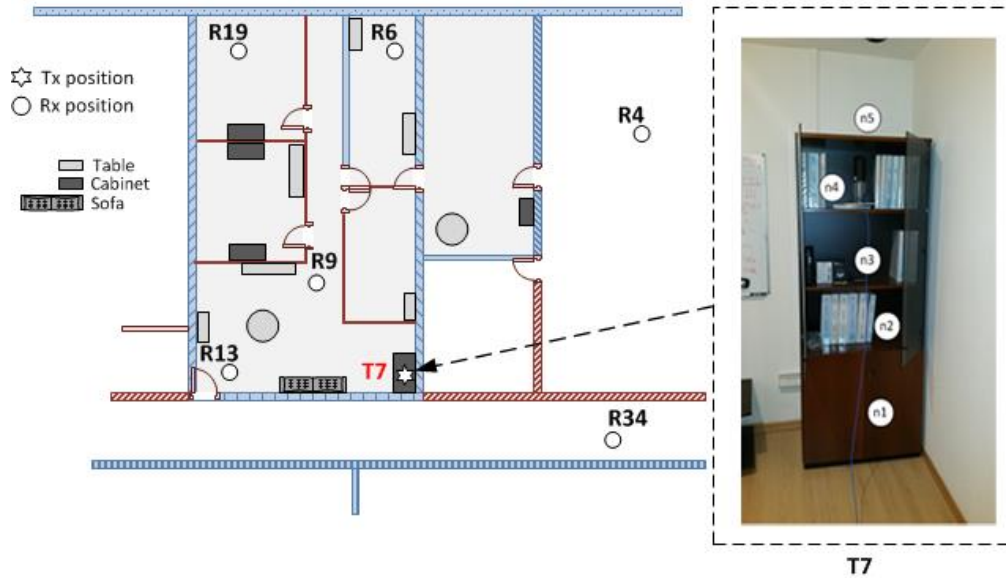 R19
R6
Tx position
Rx position
R4
Table
Cabinet
Sofa
R9
R13
T7
R34
n5
n4
n3
n2
n1
T7